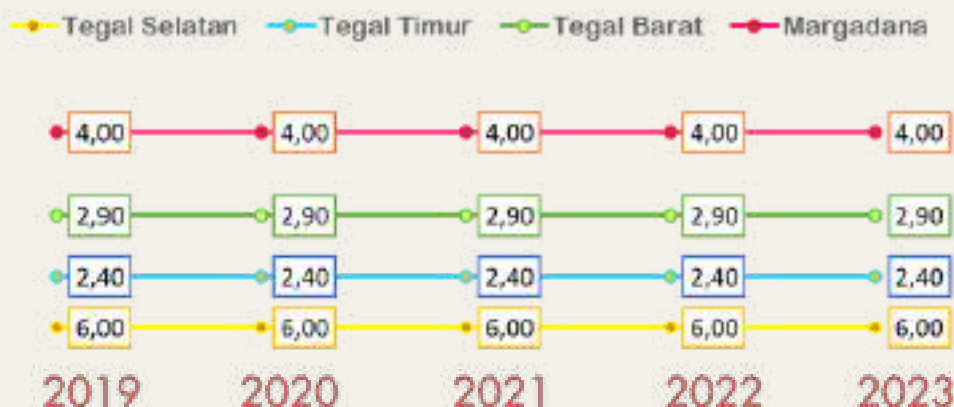 Tegal Selatan Tegal Timur Tegal Barat Margadana
4,00 4,00 4,00 4,00 4,00
2,90 2,90 2,90 2,90 2,90
2,40 2,40 2,40 2,40 2,40
6,00 6,00 6,00 6,00 6,00
2019 2020 2021 2022 2023